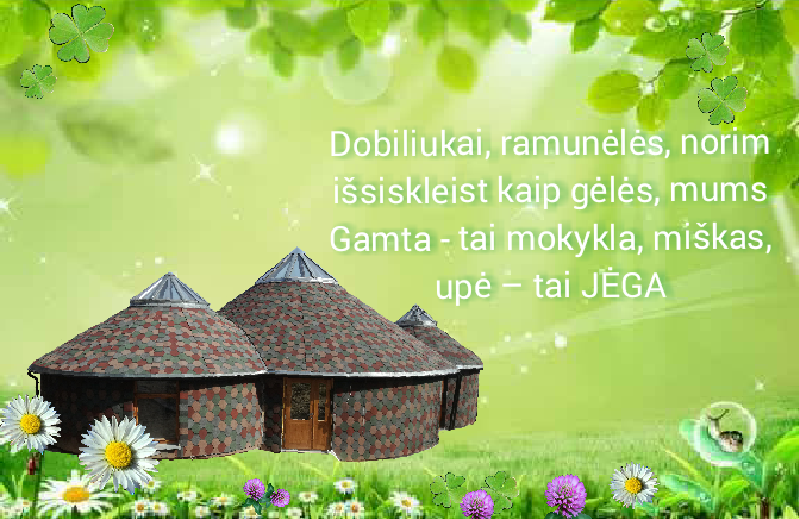 Dobiliukai, ramunėlės, norim
išsiskleist kaip gėlės, mums
Gamta - tai mokykla, miškas,
upė – tai JĖGA